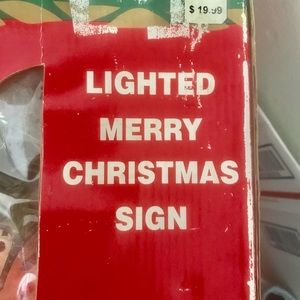 $ 19.99
LIGHTED
MERRY
CHRISTMAS
SIGN